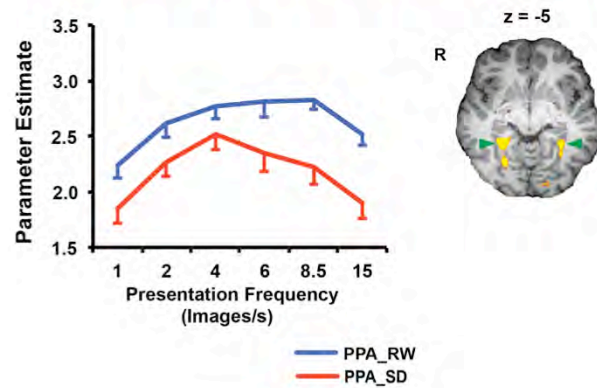 z = -5
R
3.5
3.0
2.5
2.0
1.5
Parameter Estimate
1 2 4 6 8.5 15
Presentation Frequency
(Images/s)
PPA_RW
PPA_SD